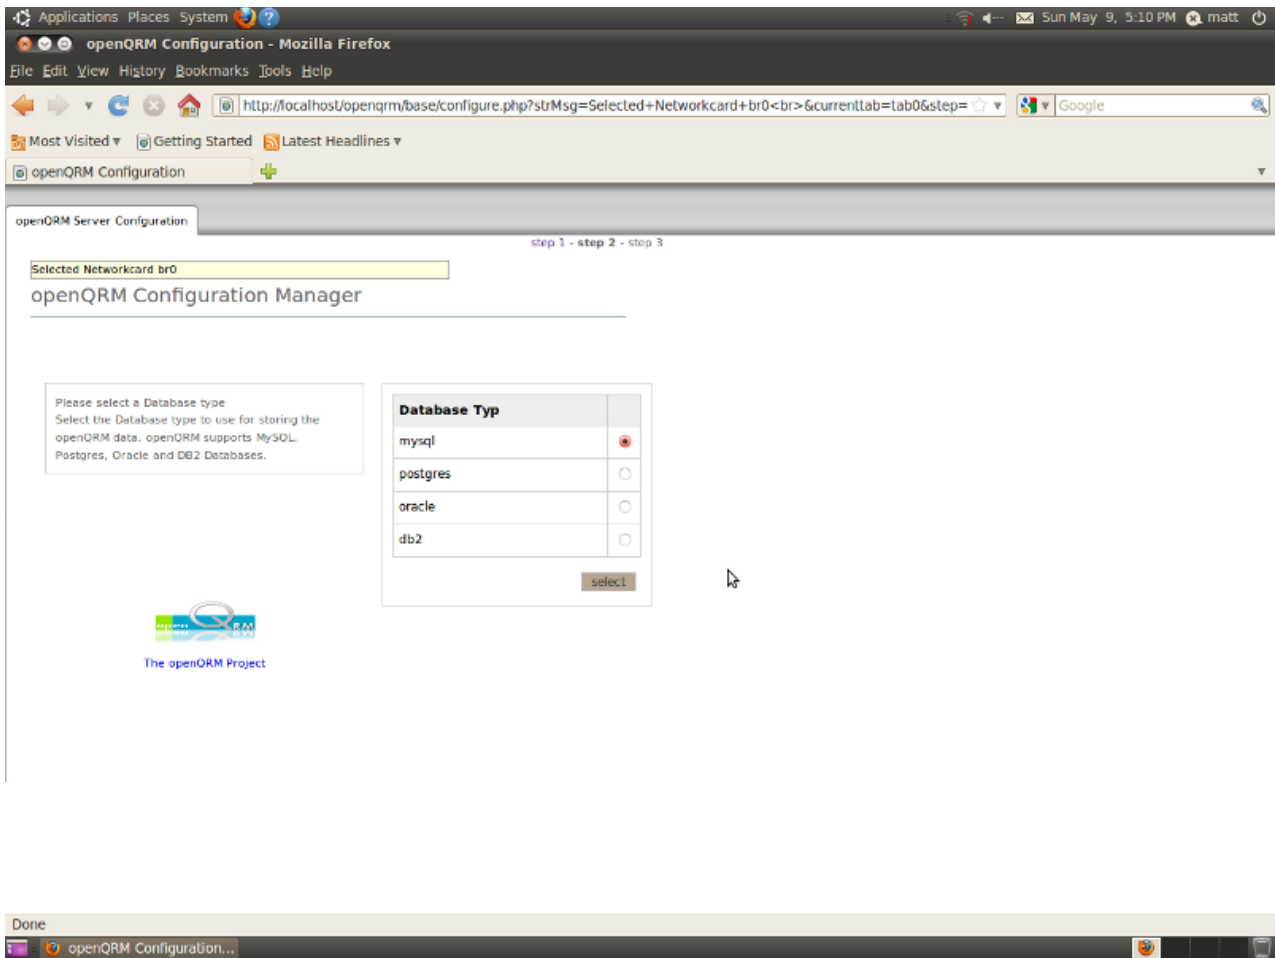 Applications Places System
Sun May 9, 5:10 PM matt
openQRM Configuration - Mozilla Firefox
File Edit View History Bookmarks Tools Help
http://localhost/openqrm/base/configure.php?strMsg=Selected+Networkcard+br0<br>&currenttab=tab0&step=
Google
Most Visited Getting Started Latest Headlines
openQRM Configuration
openQRM Server Confguration
step 1 - step 2 - step 3
Selected Networkcard br0
openQRM Configuration Manager
Please select a Database type
Select the Database type to use for storing the
openQRM data. openQRM supports MySQL,
Postgres, Oracle and DB2 Databases.
Database Typ
mysql
postgres
oracle
db2
select
open QRM
The openQRM Project
Done
openQRM Configuration...